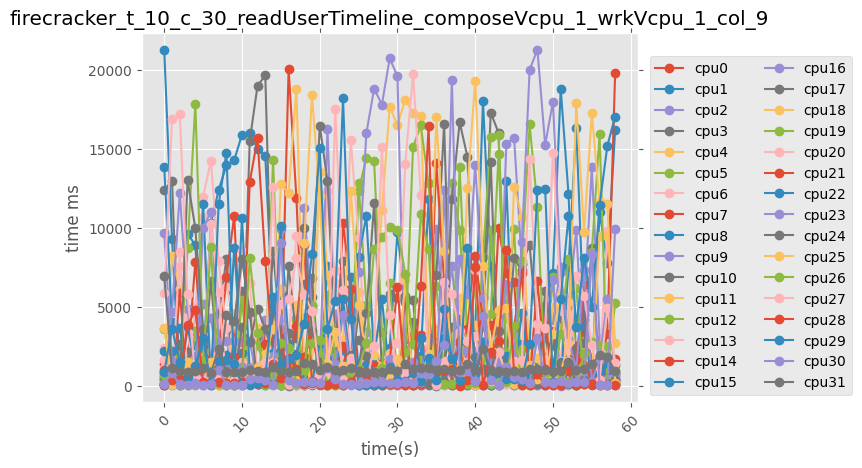 firecracker_t_10_c_30_readUserTimeline_composeVcpu_1_wrkVcpu_1_col_9
time ms
20000
15000
10000
5000
0
0
10
20
30
40
50
60
time(s)
cpu0
cpu1
cpu2
cpu3
cpu4
cpu5
cpu6
cpu7
cpu8
cpu9
cpu10
cpu11
cpu12
cpu13
cpu14
cpu15
cpu16
cpu17
cpu18
cpu19
cpu20
cpu21
cpu22
cpu23
cpu24
cpu25
cpu26
cpu27
cpu28
cpu29
cpu30
cpu31